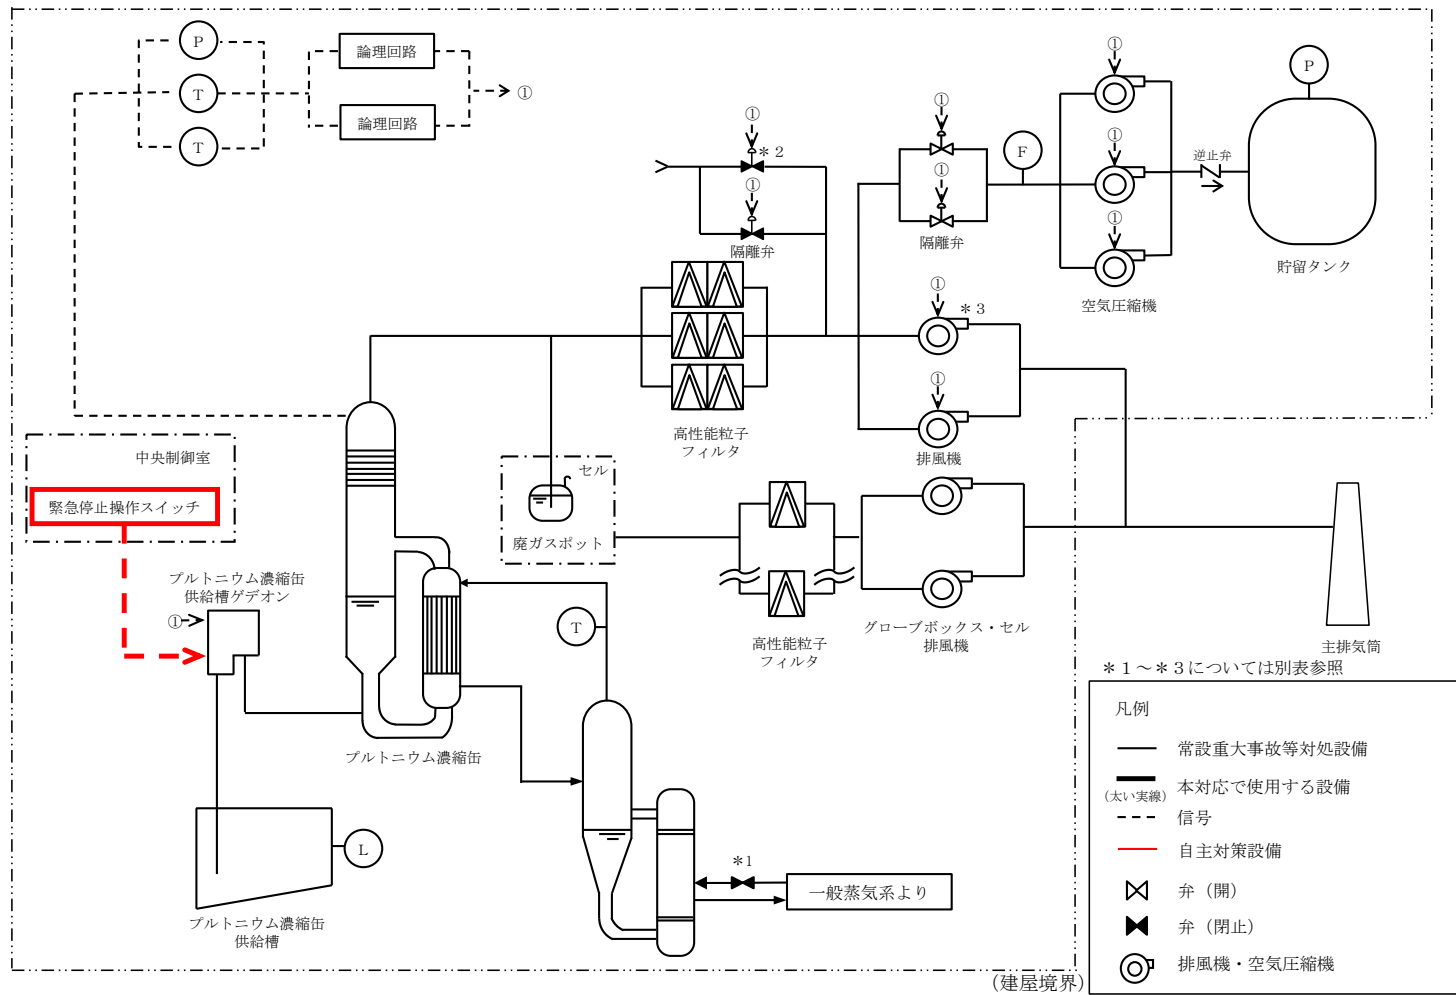 P
T
T
論理回路
論理回路
①
①
＊2
①
隔離弁
①
①
隔離弁
F
①
①
①
空気圧縮機
逆止弁
P
貯留タンク
①
＊3
①
排風機
高性能粒子
フィルタ
中央制御室
緊急停止操作スイッチ
セル
廃ガスポット
プルトニウム濃縮缶
供給槽ゲデオン
①
T
高性能粒子
フィルタ
グローブボックス・セル
排風機
主排気筒
プルトニウム濃縮缶
L
プルトニウム濃縮缶
供給槽
＊1
一般蒸気系より
＊1～＊3については別表参照
凡例
常設重大事故等対処設備
本対応で使用する設備
（太い実線）
信号
自主対策設備
弁（開）
弁（閉止）
排風機・空気圧縮機
（建屋境界）